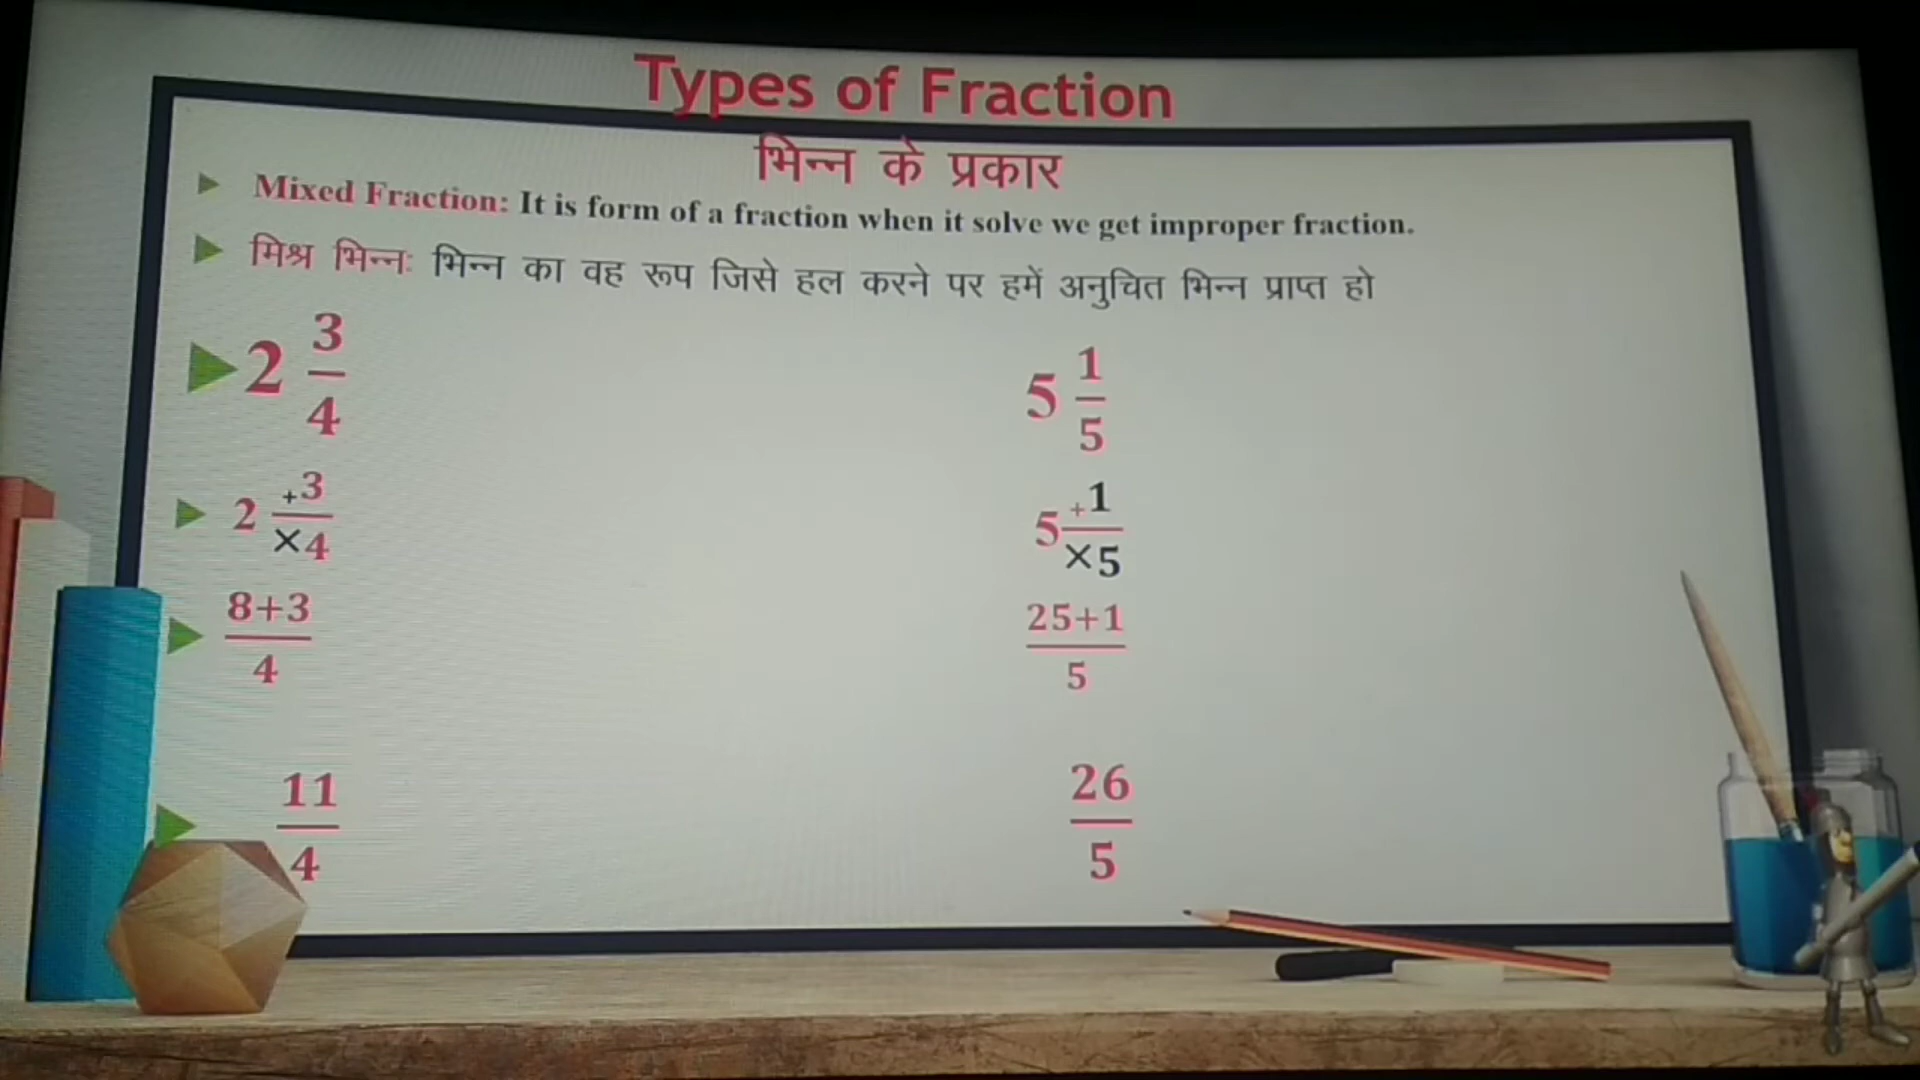 Types of Fraction
भिन्न के प्रकार
Mixed Fraction: It is form of a fraction when it solve we get improper fraction.
मिश्र भिन्न: भिन्न का वह रूप जिसे हल करने पर हमें अनुचित भिन्न प्राप्त हो
2 3/4
5 1/5
2 +3/×4
5 +1/×5
8+3/4
25+1/5
11/4
26/5